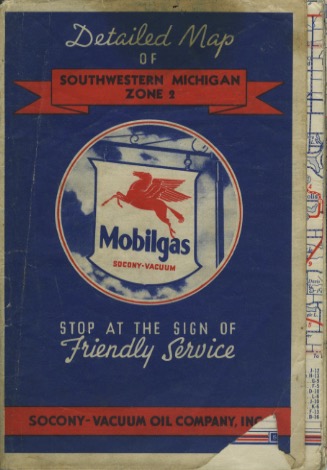 Detailed Map
OF
SOUTHWESTERN MICHIGAN
ZONE 2
Mobilgas
SOCONY-VACUUM
STOP AT THE SIGN OF
Friendly Service
SOCONY-VACUUM OIL COMPANY, INC